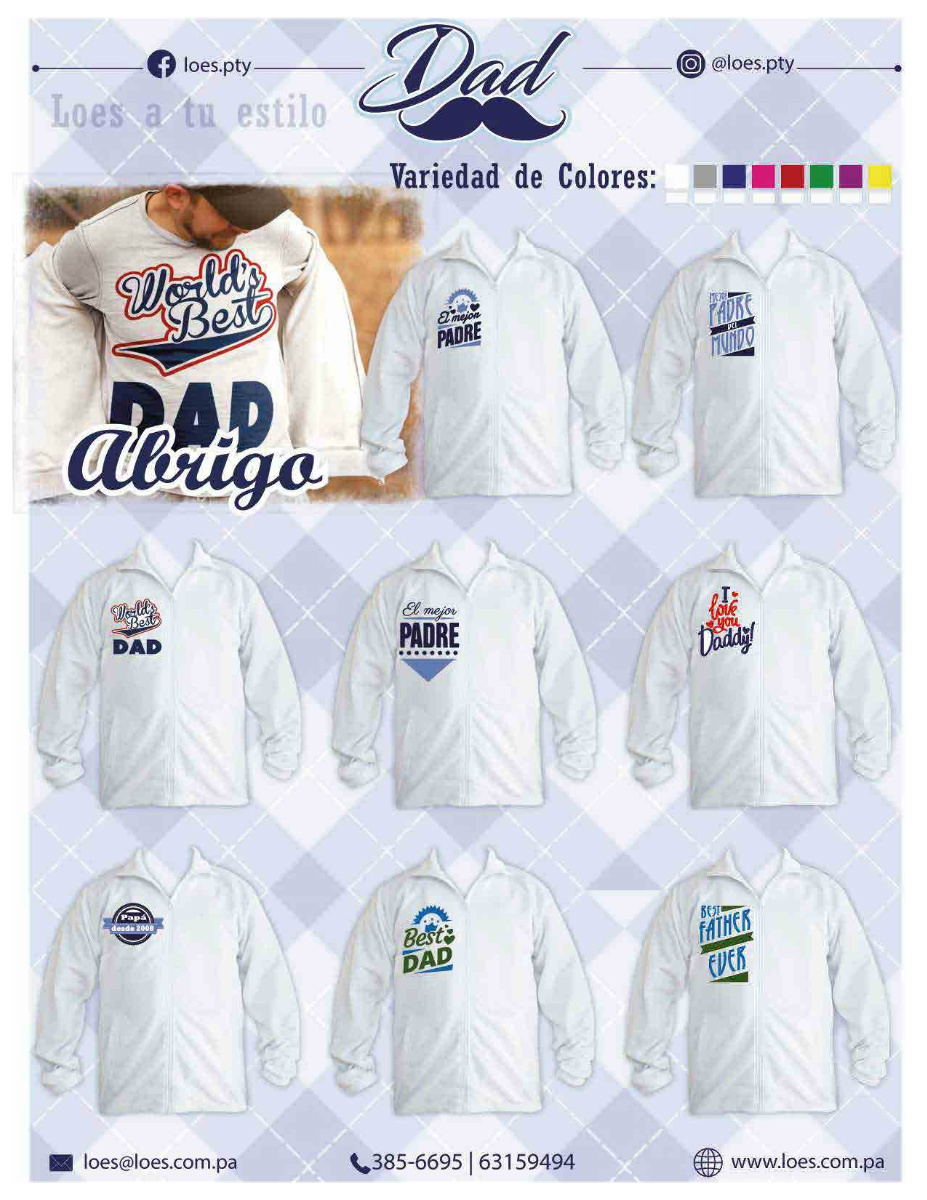 loes.pty
Dad
@loes.pty
Loes a tu estilo
Variedad de Colores:
World's
Best
DAD
Abrigo
El mejor
PADRE
MEJOR
PADRE
DEL
MUNDO
World's
Best
DAD
El mejor
PADRE
I
love
you
Daddy!
Papá
desde 2008
Best
DAD
BEST
FATHER
EVER
loes@loes.com.pa
385-6695 | 63159494
www.loes.com.pa